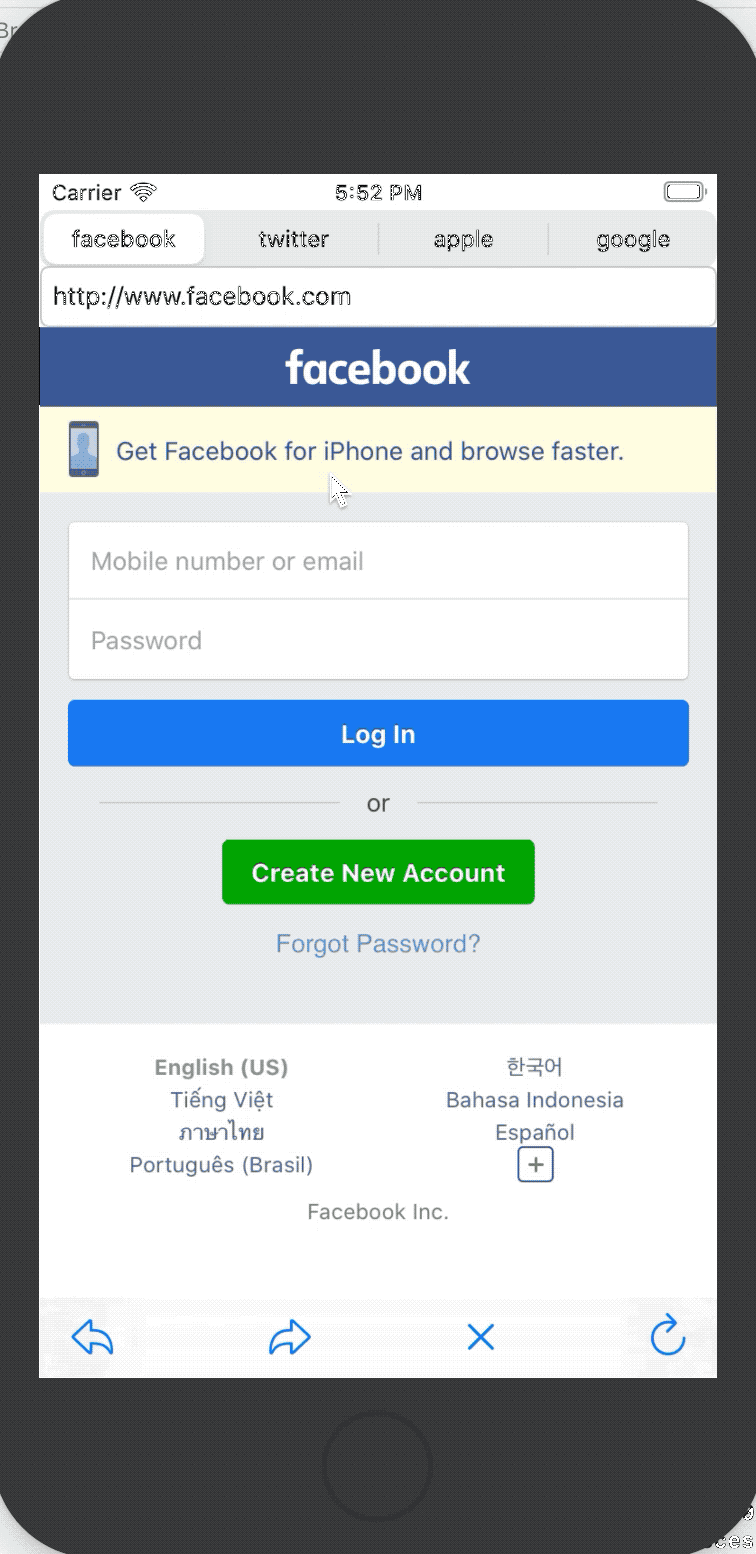 Br
Carrier 5:52 PM
facebook twitter apple google
http://www.facebook.com
facebook
Get Facebook for iPhone and browse faster.
Mobile number or email
Password
Log In
or
Create New Account
Forgot Password?
English (US) 한국어
Tiếng Việt Bahasa Indonesia
ภาษาไทย Español
Português (Brasil) +
Facebook Inc.